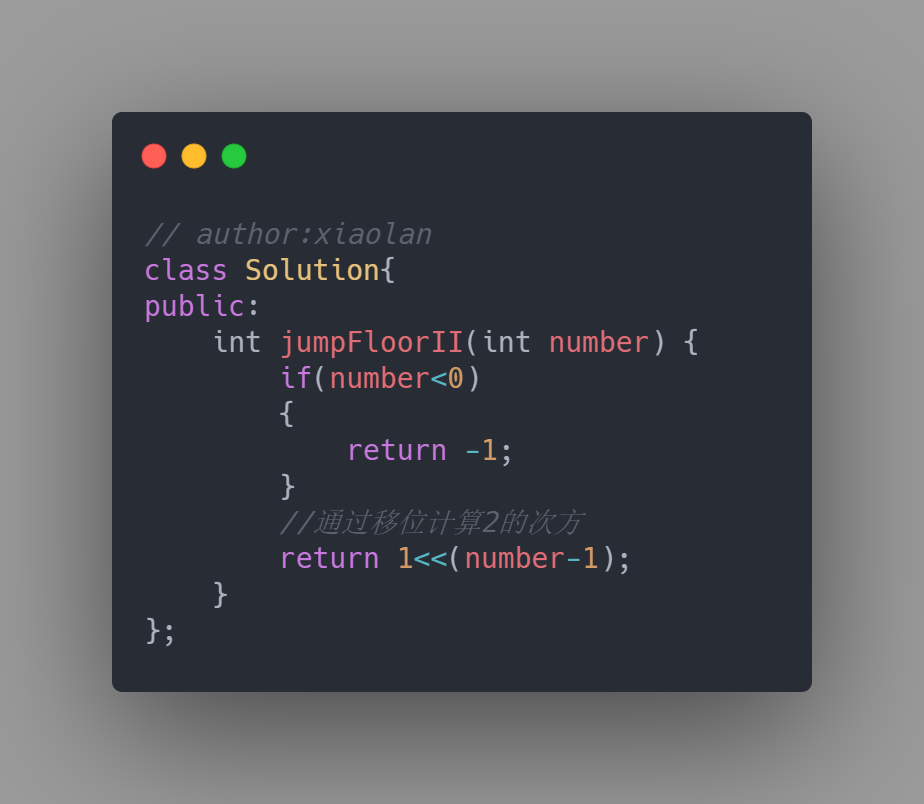 // author:xiaolan
class Solution{
public:
    int jumpFloorII(int number) {
        if(number<0)
        {
            return -1;
        }
        //通过移位计算2的次方
        return 1<<(number-1);
    }
};